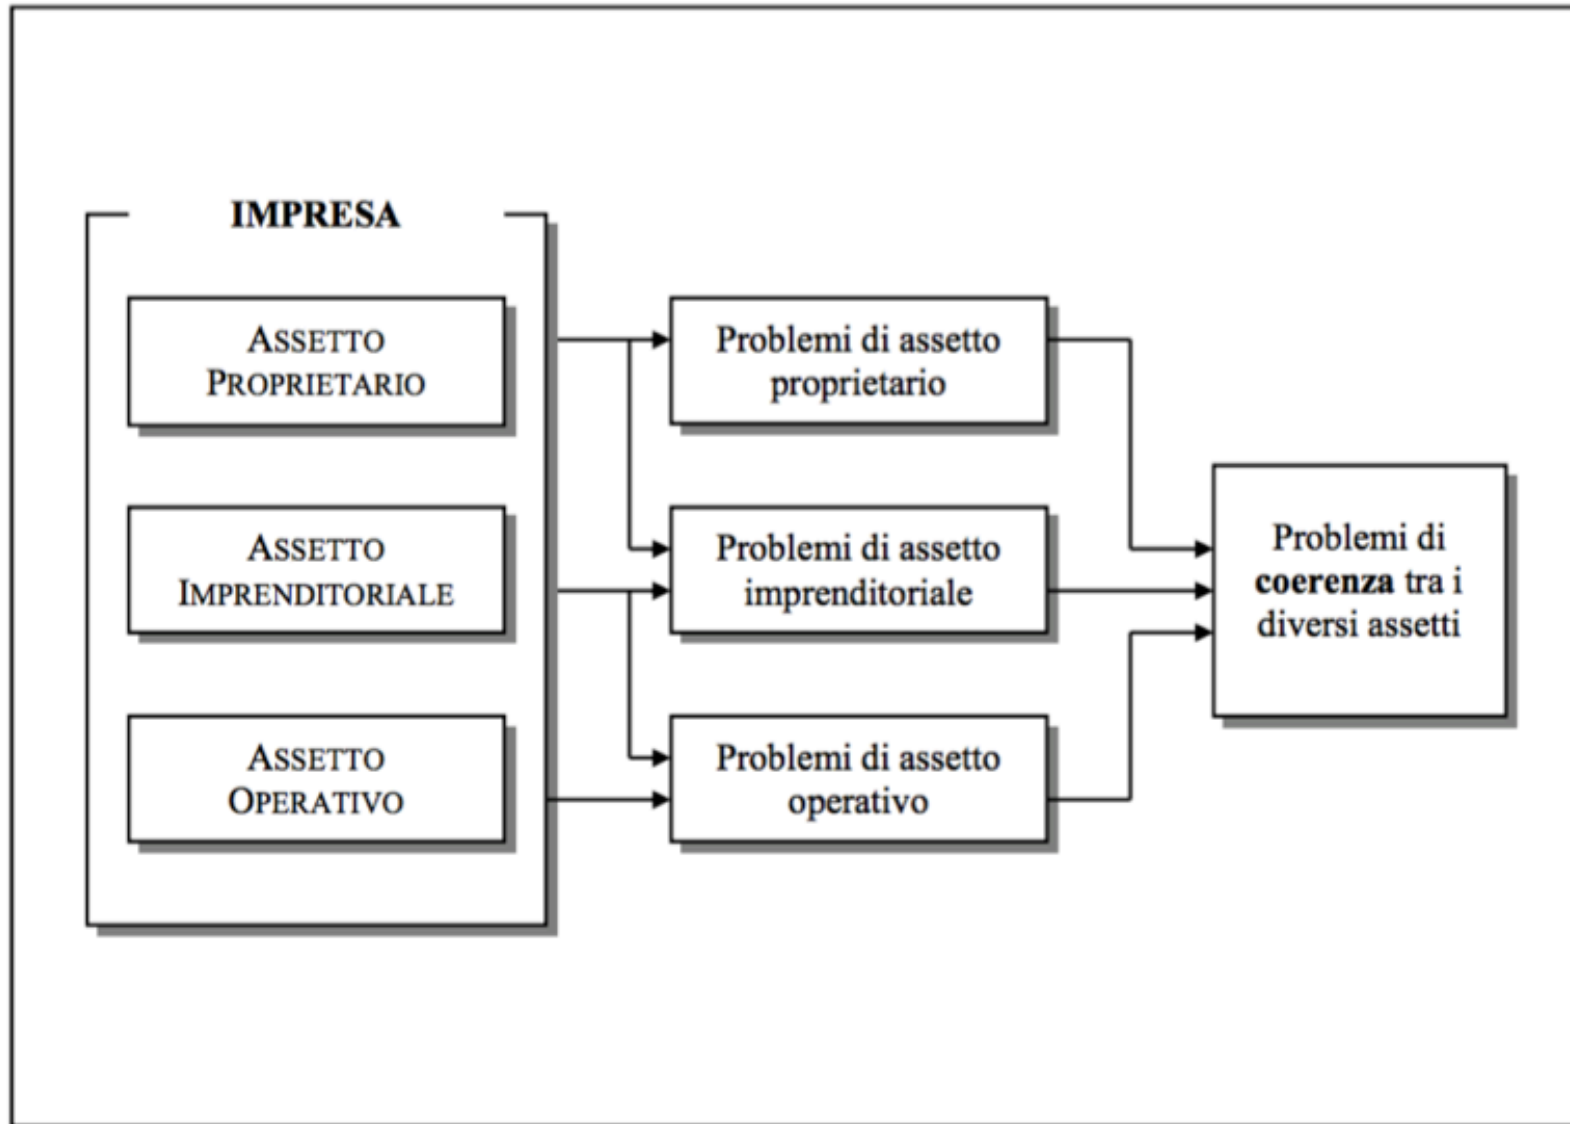 IMPRESA
ASSETTO
PROPRIETARIO
Problemi di assetto
proprietario
ASSETTO
IMPRENDITORIALE
Problemi di assetto
imprenditoriale
Problemi di
coerenza tra i
diversi assetti
ASSETTO
OPERATIVO
Problemi di assetto
operativo